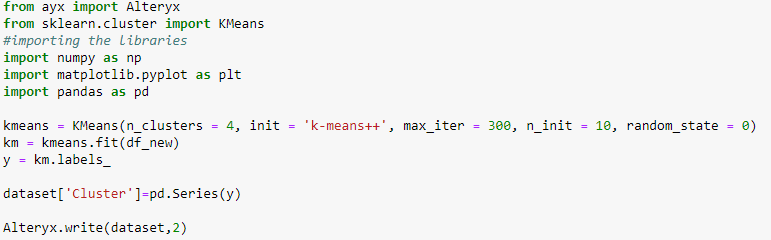 from ayx import Alteryx
from sklearn.cluster import KMeans
#importing the libraries
import numpy as np
import matplotlib.pyplot as plt
import pandas as pd
kmeans = KMeans(n_clusters = 4, init = 'k-means++', max_iter = 300, n_init = 10, random_state = 0)
km = kmeans.fit(df_new)
y = km.labels_
dataset['Cluster']=pd.Series(y)
Alteryx.write(dataset,2)